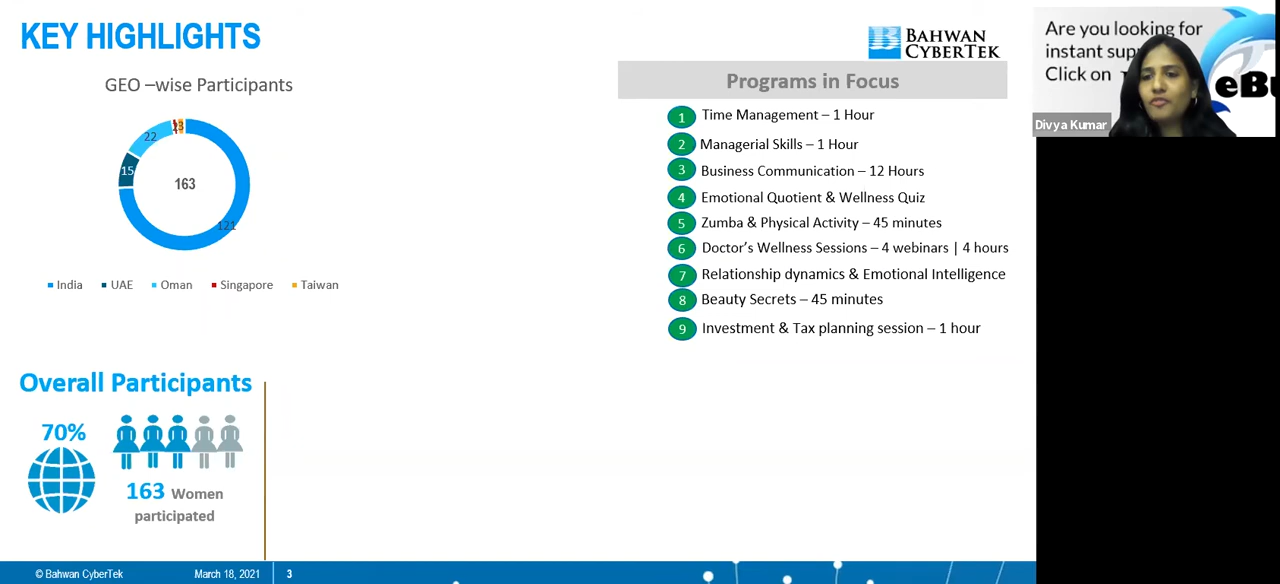 KEY HIGHLIGHTS
BAHWAN
CYBERTEK
GEO –wise Participants
22
15
163
121
India UAE Oman Singapore Taiwan
Programs in Focus
1 Time Management – 1 Hour
2 Managerial Skills – 1 Hour
3 Business Communication – 12 Hours
4 Emotional Quotient & Wellness Quiz
5 Zumba & Physical Activity – 45 minutes
6 Doctor's Wellness Sessions – 4 webinars | 4 hours
7 Relationship dynamics & Emotional Intelligence
8 Beauty Secrets – 45 minutes
9 Investment & Tax planning session – 1 hour
Overall Participants
70%
163 Women
participated
© Bahwan CyberTek March 18, 2021 3
Are you looking for
instant
Click on
Divya Kumar